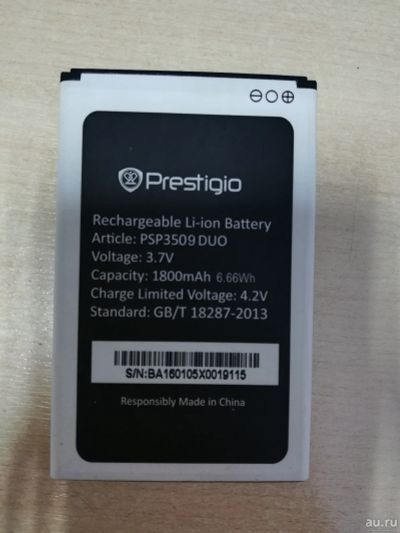 Prestigio
Rechargeable Li-ion Battery
Article: PSP3509 DUO
Voltage: 3.7V
Capacity: 1800mAh 6.66Wh
Charge Limited Voltage: 4.2V
Standard: GB/T 18287-2013
S/N:BA160105X0019115
Responsibly Made in China
au.ru